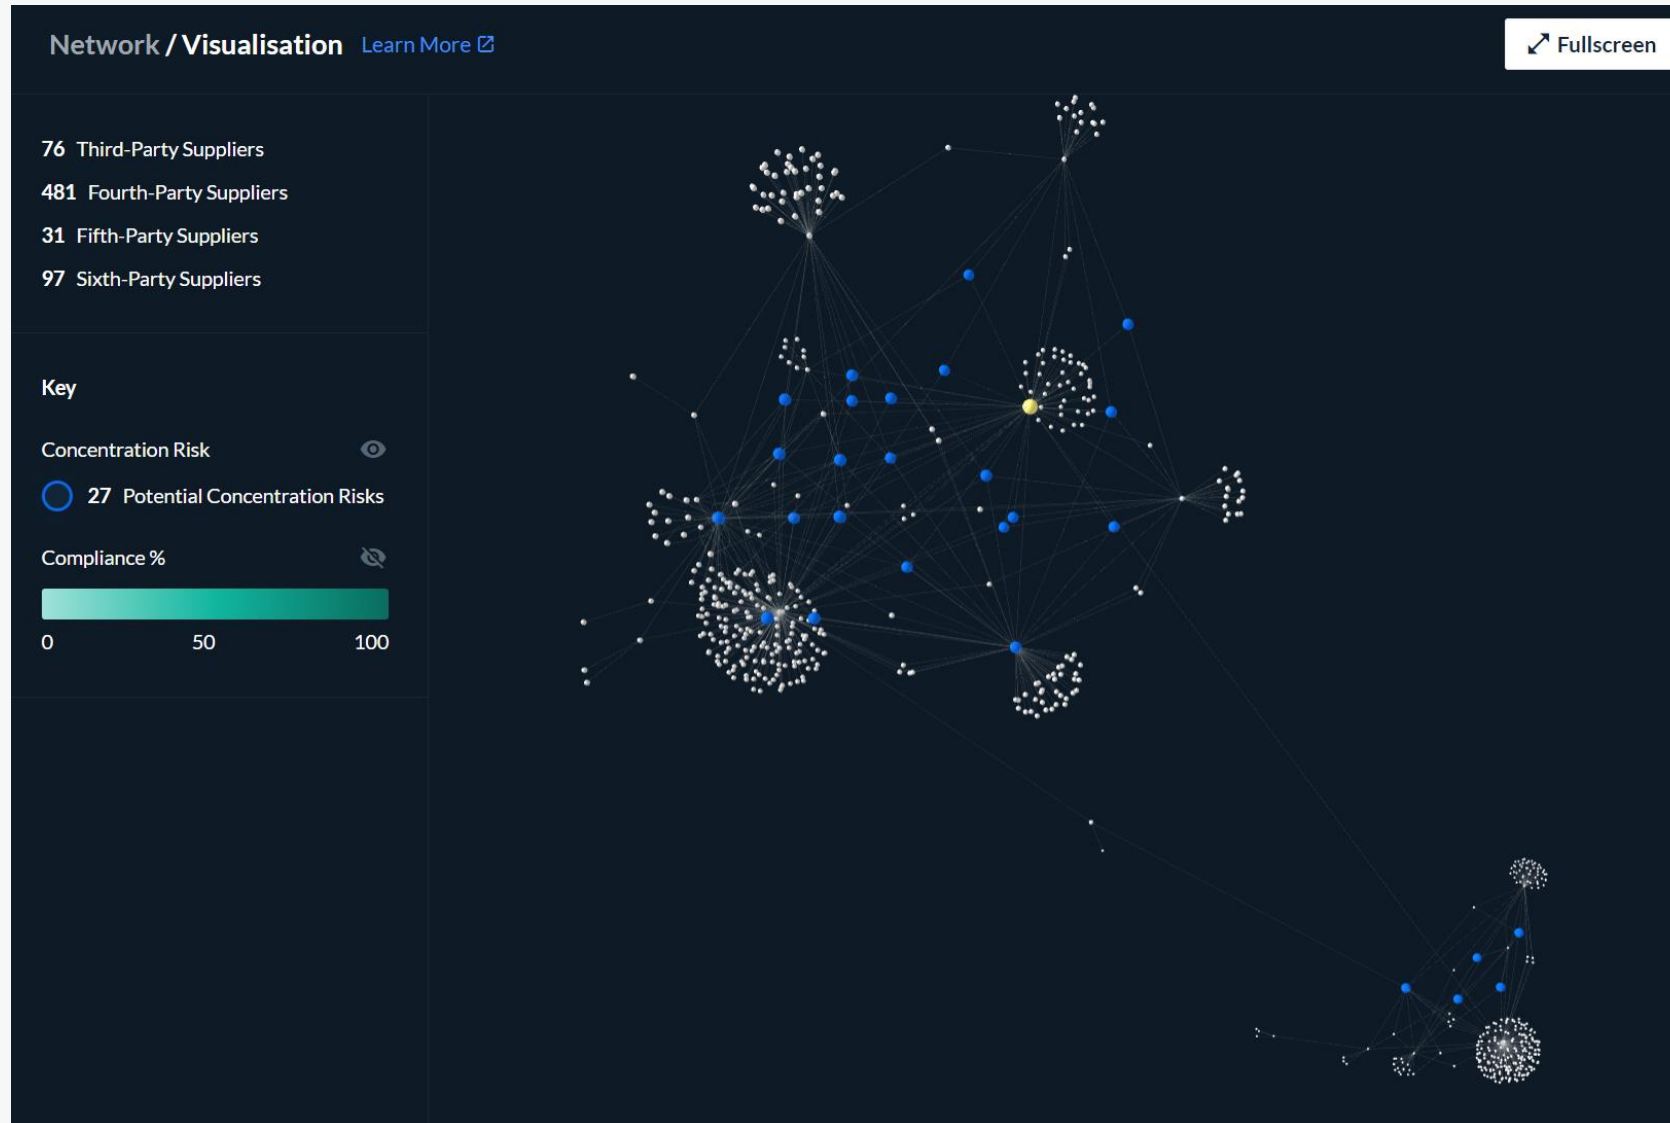 Network / Visualisation Learn More
Fullscreen
76 Third-Party Suppliers
481 Fourth-Party Suppliers
31 Fifth-Party Suppliers
97 Sixth-Party Suppliers
Key
Concentration Risk
27 Potential Concentration Risks
Compliance %
0 50 100